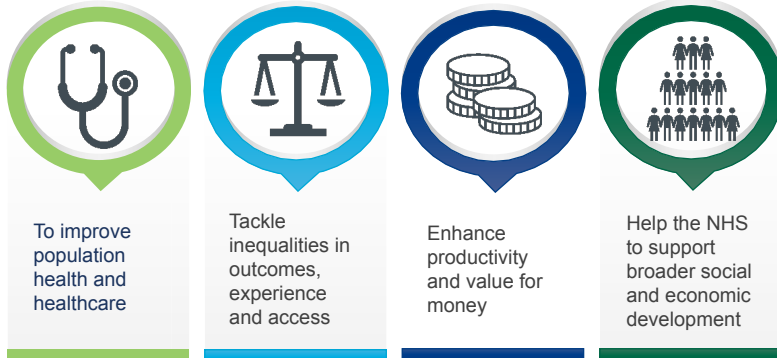 To improve
population
health and
healthcare
Tackle
inequalities in
outcomes,
experience
and access
Enhance
productivity
and value for
money
Help the NHS
to support
broader social
and economic
development